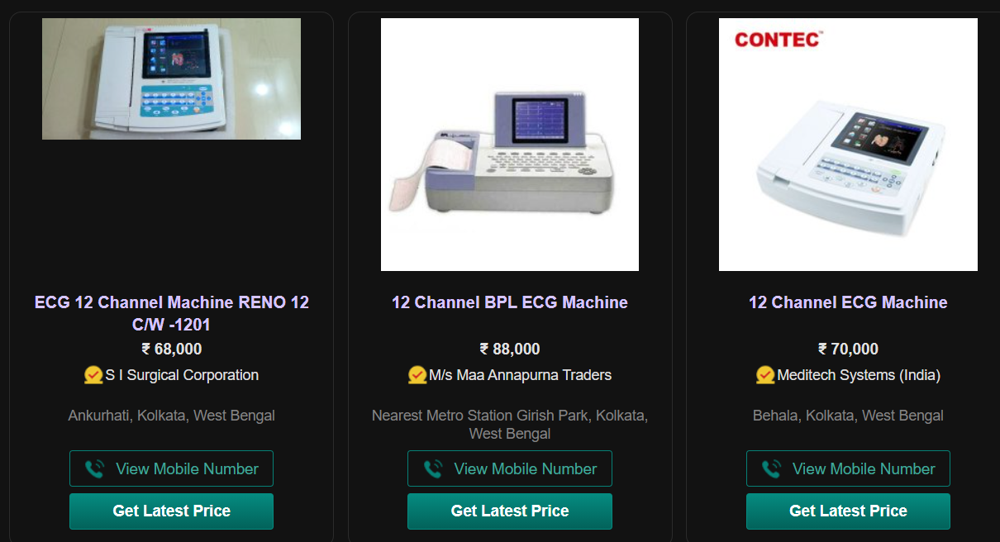 CONTEC™
ECG 12 Channel Machine RENO 12
C/W -1201
₹ 68,000
S I Surgical Corporation
Ankurhati, Kolkata, West Bengal
View Mobile Number
Get Latest Price
12 Channel BPL ECG Machine
₹ 88,000
M/s Maa Annapurna Traders
Nearest Metro Station Girish Park, Kolkata,
West Bengal
View Mobile Number
Get Latest Price
12 Channel ECG Machine
₹ 70,000
Meditech Systems (India)
Behala, Kolkata, West Bengal
View Mobile Number
Get Latest Price